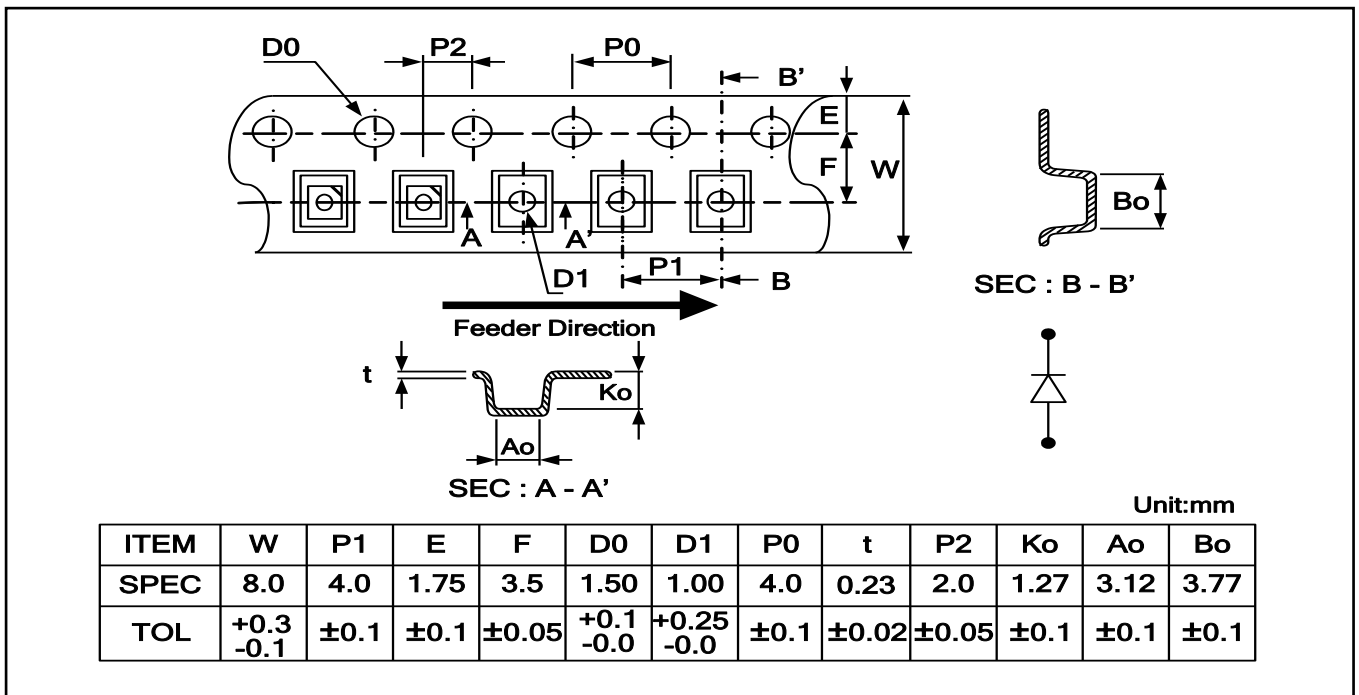 D0 P2 P0 B’
E
F W
A A’
D1 P1 B
Feeder Direction
Bo
SEC : B - B’
t Ko
Ao
SEC : A - A’
Unit:mm
ITEM W P1 E F D0 D1 P0 t P2 Ko Ao Bo
SPEC 8.0 4.0 1.75 3.5 1.50 1.00 4.0 0.23 2.0 1.27 3.12 3.77
TOL +0.3 -0.1 ±0.1 ±0.1 ±0.05 +0.1 -0.0 +0.25 -0.0 ±0.1 ±0.02 ±0.05 ±0.1 ±0.1 ±0.1